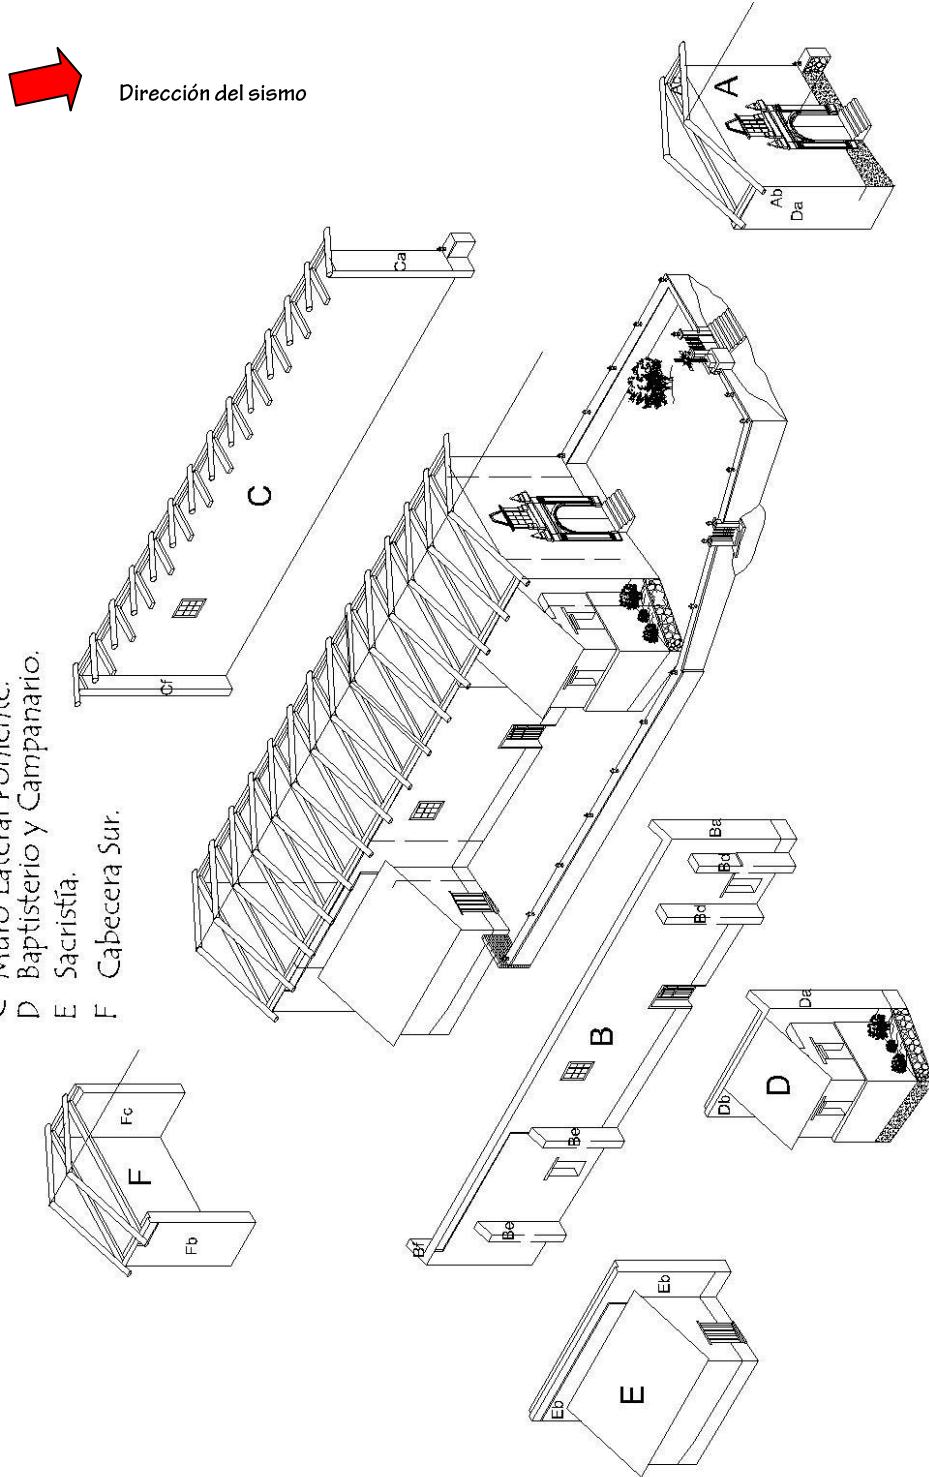 Dirección del sismo
C Muro Lateral Poniente.
D Baptisterio y Campanario.
E Sacristía.
F Cabecera Sur.
A
Ab
Da
C
Ca
Cf
F
Fc
Fb
B
Ba
Bd
Bd
Be
Be
Bf
D
Da
Db
E
Eb
Eb